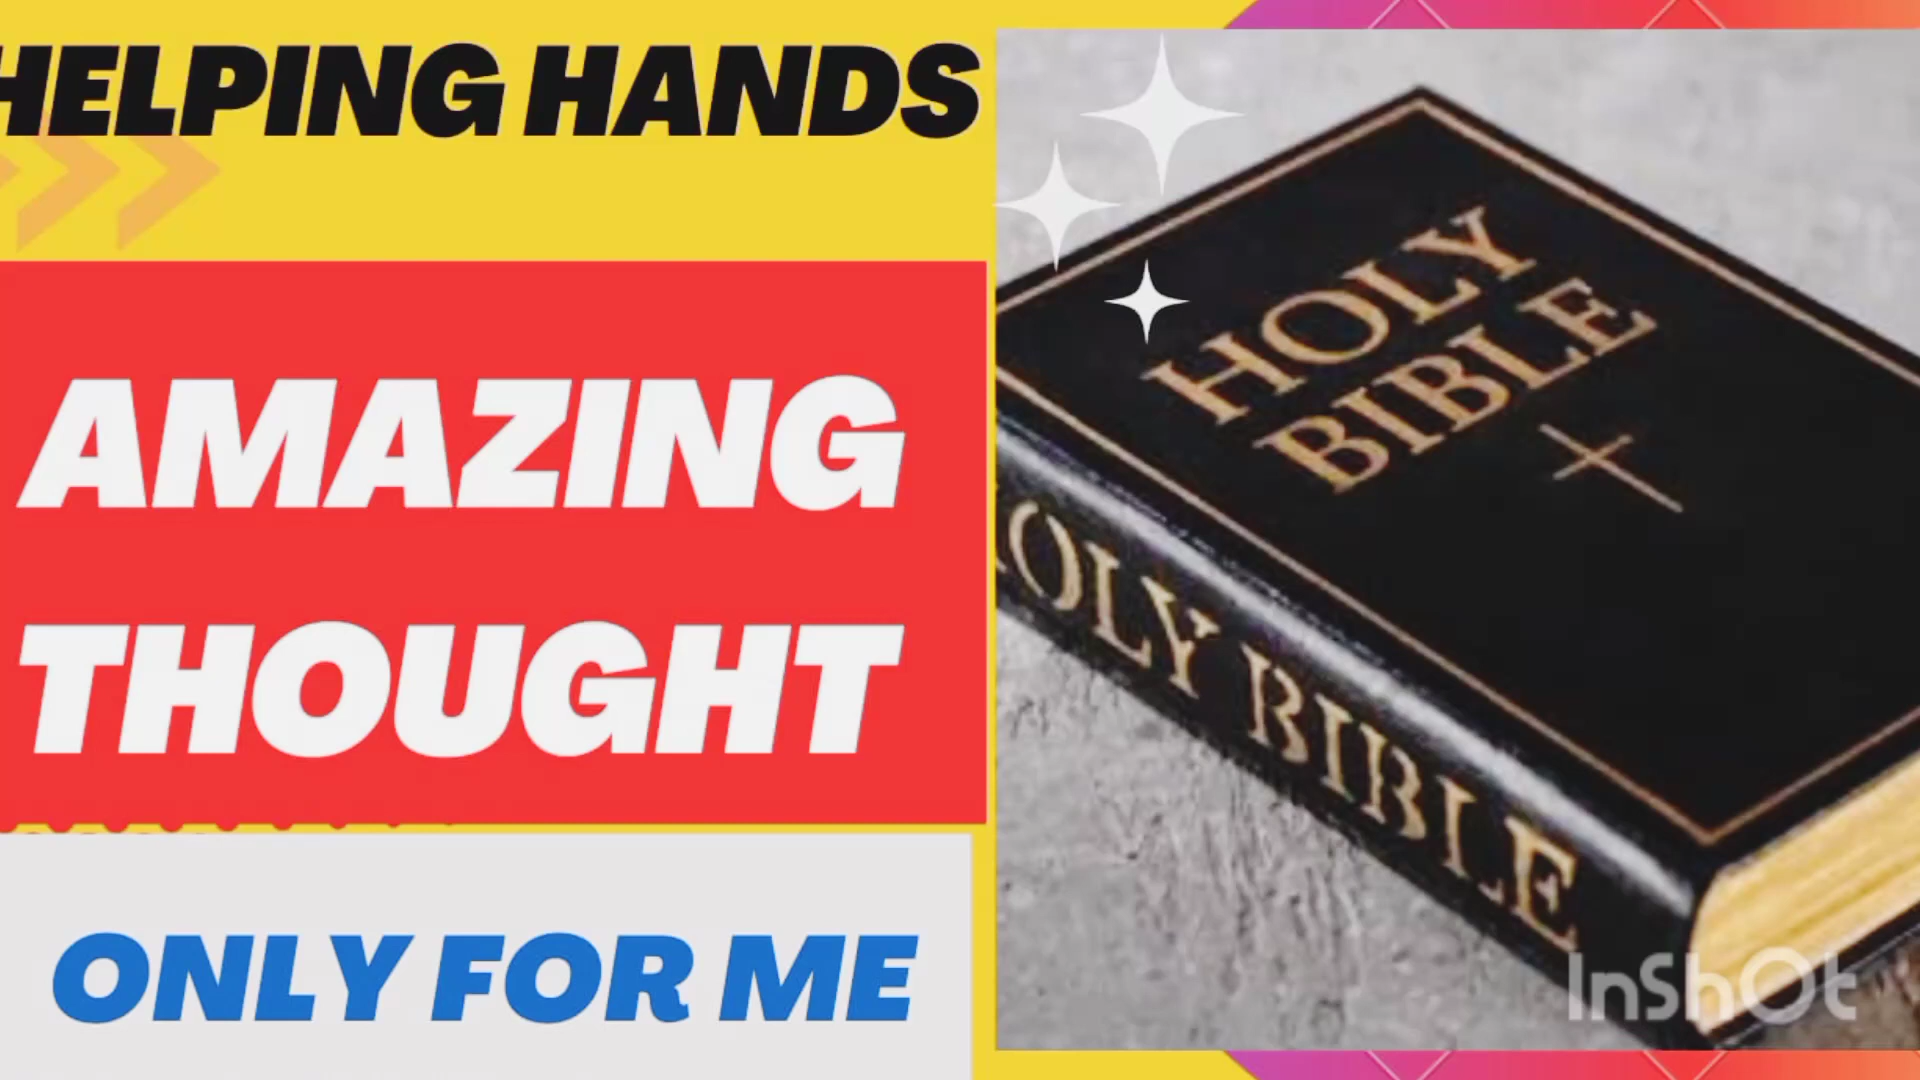 HELPING HANDS
AMAZING
THOUGHT
ONLY FOR ME
HOLY
BIBLE
OLY BIBLE
InShOt